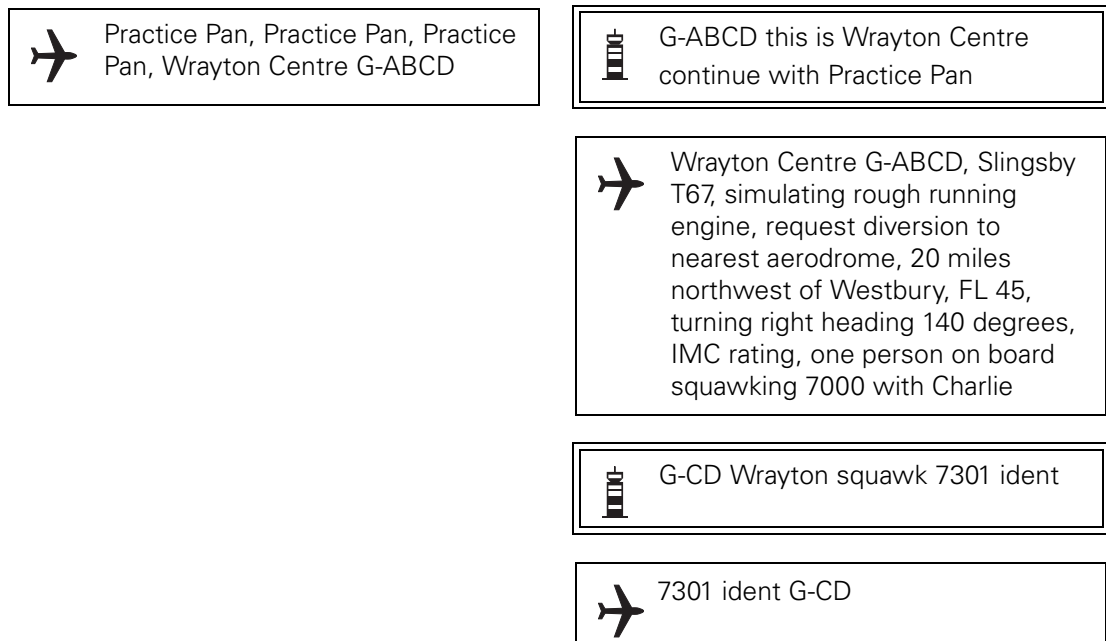 Practice Pan, Practice Pan, Practice
Pan, Wrayton Centre G-ABCD
G-ABCD this is Wrayton Centre
continue with Practice Pan
Wrayton Centre G-ABCD, Slingsby
T67, simulating rough running
engine, request diversion to
nearest aerodrome, 20 miles
northwest of Westbury, FL 45,
turning right heading 140 degrees,
IMC rating, one person on board
squawking 7000 with Charlie
G-CD Wrayton squawk 7301 ident
7301 ident G-CD